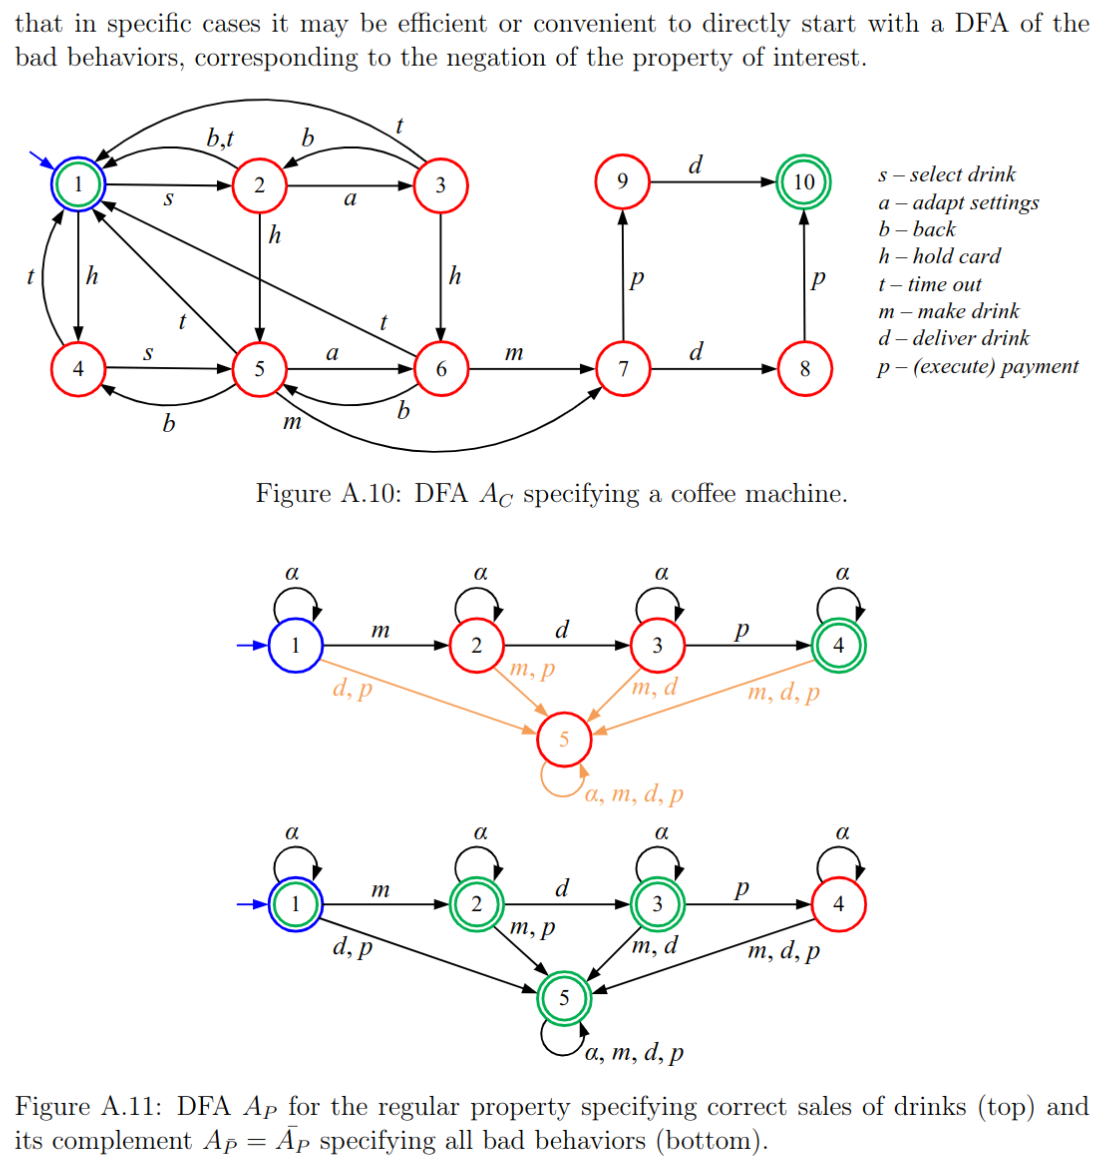 that in specific cases it may be efficient or convenient to directly start with a DFA of the
bad behaviors, corresponding to the negation of the property of interest.
t
b,t
b
1
s
2
a
3
9
d
10
h
t
h
t
t
h
p
p
4
s
5
a
6
m
7
d
8
b
m
b
s – select drink
a – adapt settings
b – back
h – hold card
t – time out
m – make drink
d – deliver drink
p – (execute) payment
Figure A.10: DFA A_C specifying a coffee machine.
α
α
α
α
1
m
2
d
3
p
4
d, p
m, p
m, d
m, d, p
5
α, m, d, p
α
α
α
α
1
m
2
d
3
p
4
d, p
m, p
m, d
m, d, p
5
α, m, d, p
Figure A.11: DFA A_P for the regular property specifying correct sales of drinks (top) and
its complement A_P̄ = Ā_P specifying all bad behaviors (bottom).